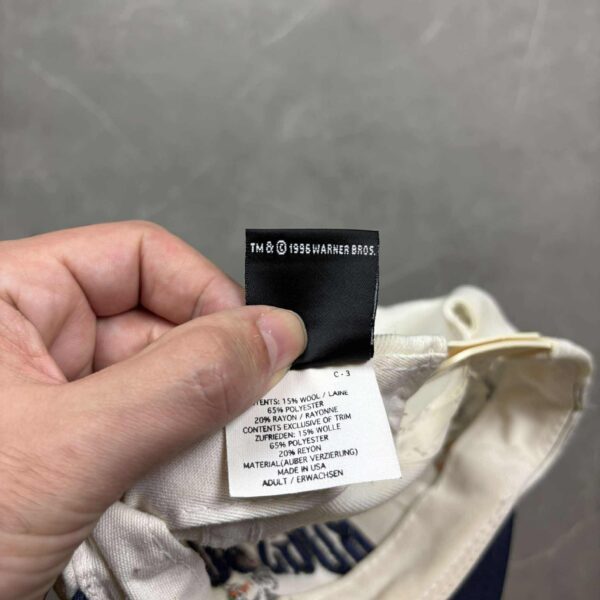 TM & © 1996 WARNER BROS.
C - 3
TENTS: 15% WOOL / LAINE
65% POLYESTER
20% RAYON / RAYONNE
CONTENTS EXCLUSIVE OF TRIM
ZUFRIEDEN: 15% WOLLE
65% POLYESTER
20% REYON
MATERIAL(AUBER VERZIERUNG)
MADE IN USA
ADULT / ERWACHSEN